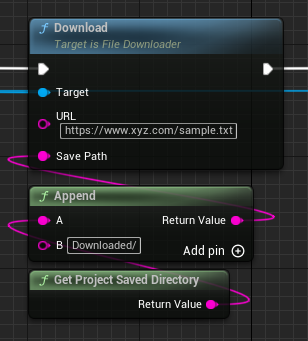 f Download
Target is File Downloader
Target
URL
https://www.xyz.com/sample.txt
Save Path
f Append
A Return Value
B Downloaded/ Add pin
f Get Project Saved Directory
Return Value